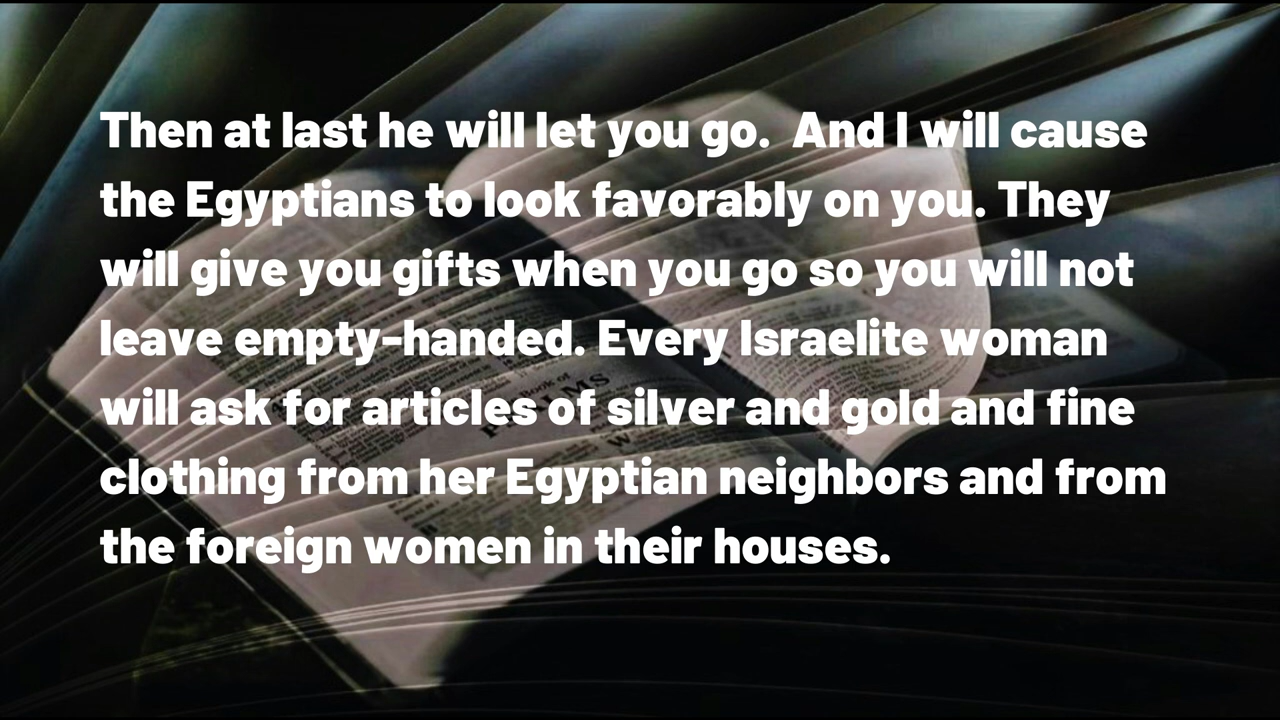 Then at last he will let you go.  And I will cause
the Egyptians to look favorably on you. They
will give you gifts when you go so you will not
leave empty-handed. Every Israelite woman
will ask for articles of silver and gold and fine
clothing from her Egyptian neighbors and from
the foreign women in their houses.
Book of